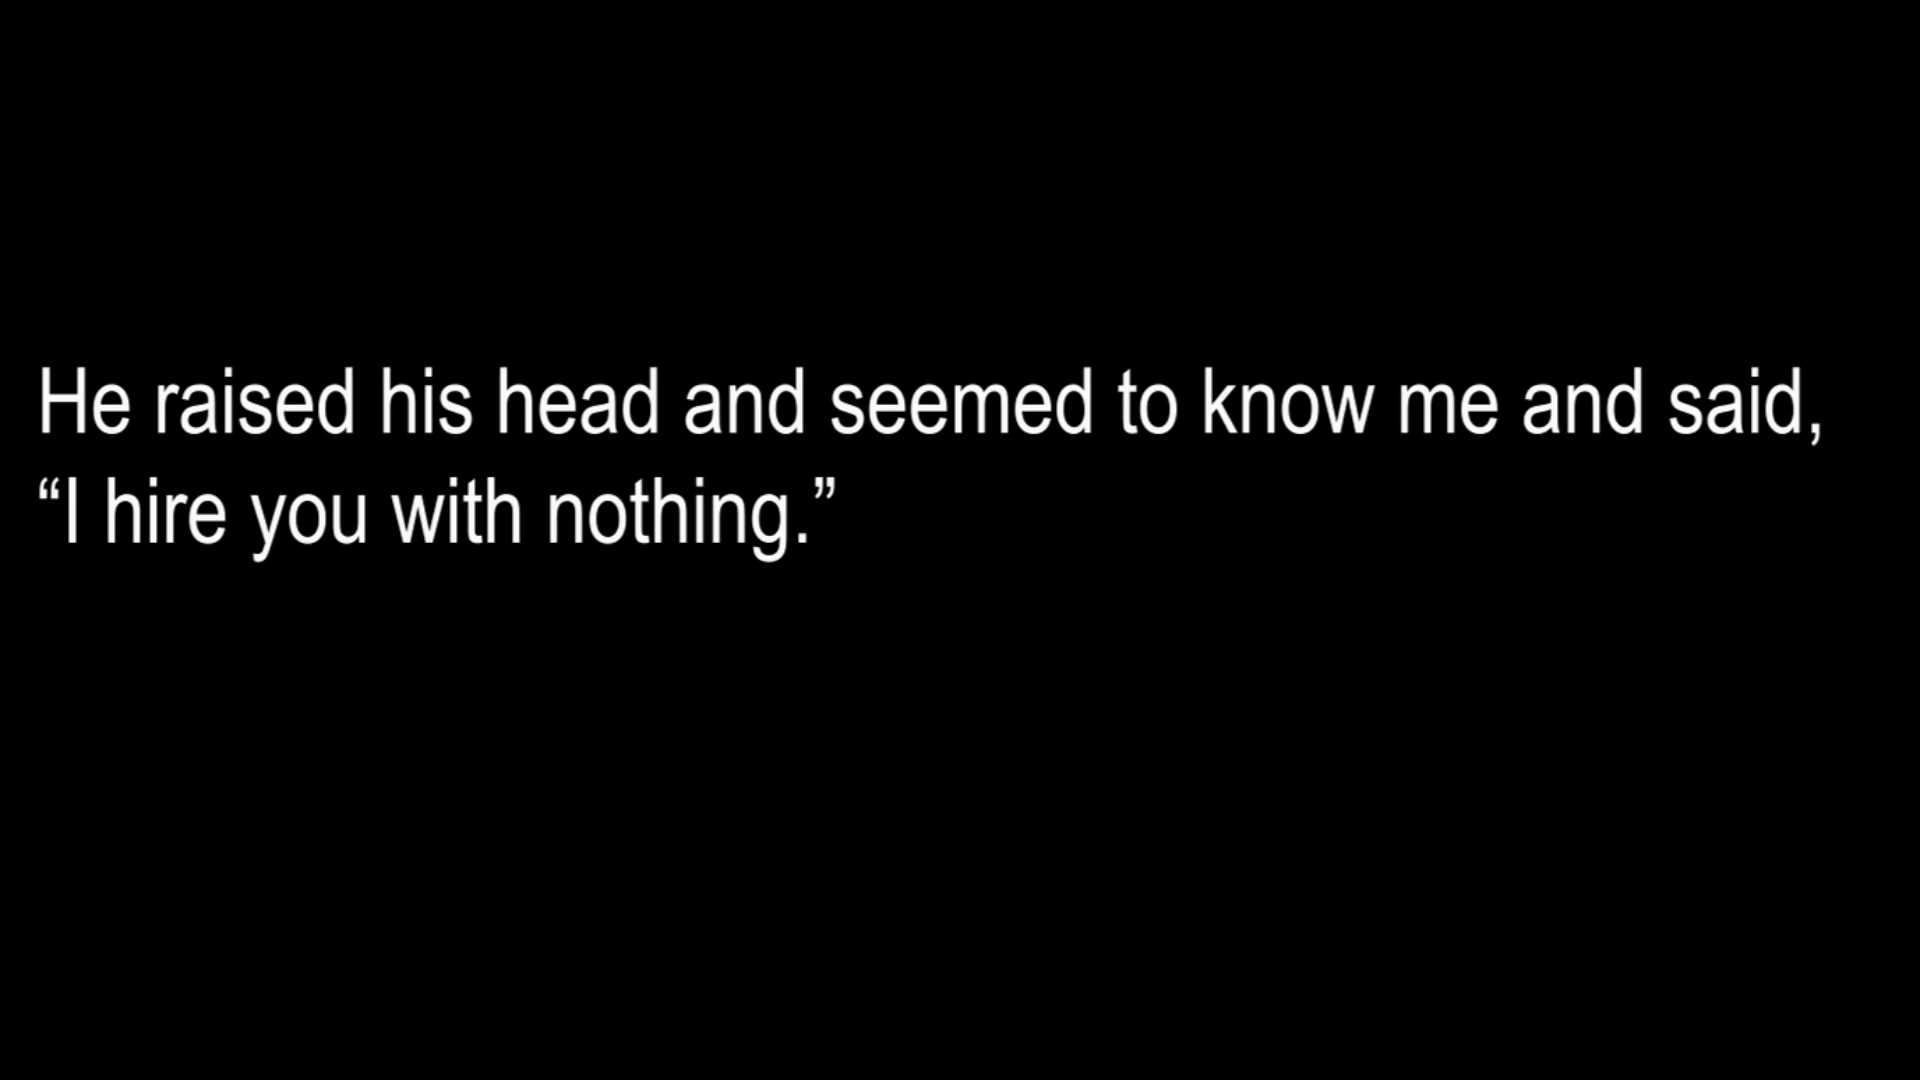 He raised his head and seemed to know me and said,
“I hire you with nothing.”